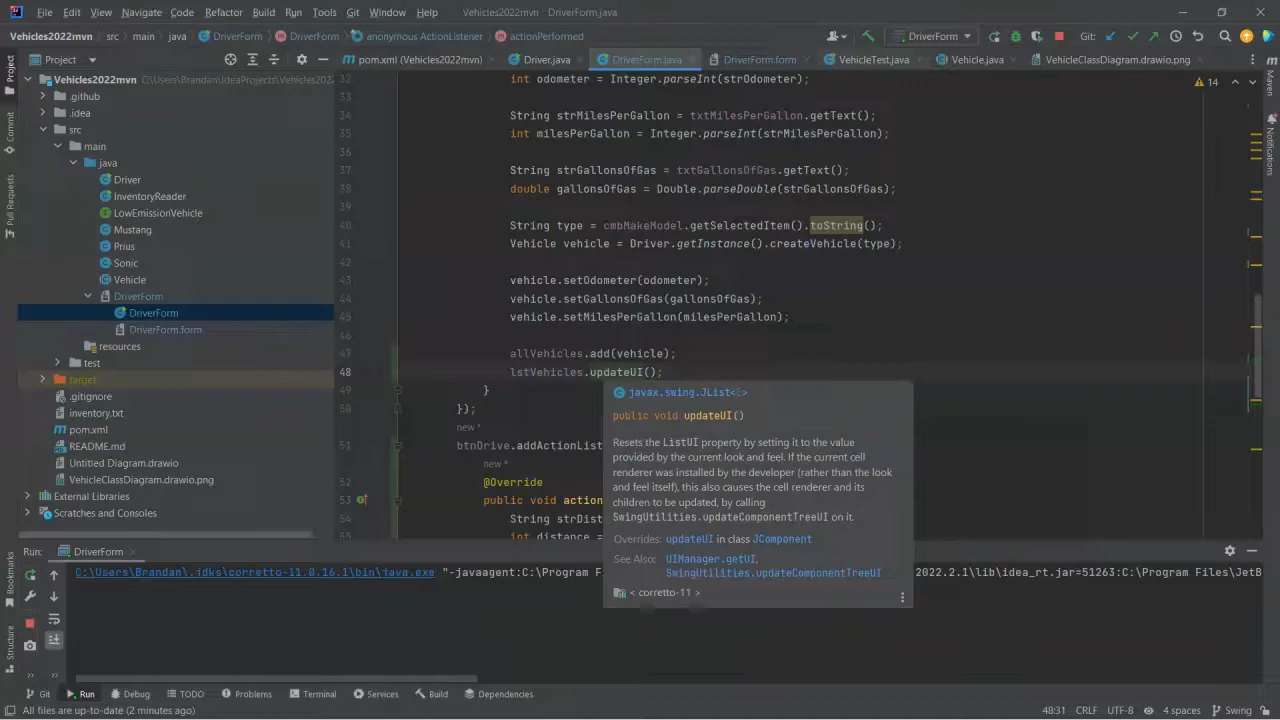 File Edit View Navigate Code Refactor Build Run Tools Git Window Help Vehicles2022mvn - DriverForm.java
Vehicles2022mvn src main java DriverForm DriverForm anonymous ActionListener actionPerformed DriverForm Git:
Project pom.xml (Vehicles2022mvn) Driver.java DriverForm.java DriverForm.form VehicleTest.java Vehicle.java VehicleClassDiagram.drawio.png
Project
Commit
Pull Requests
Bookmarks
Structure
Vehicles2022mvn C:\Users\Brandan\IdeaProjects\Vehicles2022
.github
.idea
src
main
java
Driver
InventoryReader
LowEmissionVehicle
Mustang
Prius
Sonic
Vehicle
DriverForm
DriverForm
DriverForm.form
resources
test
target
.gitignore
inventory.txt
pom.xml
README.md
Untitled Diagram.drawio
VehicleClassDiagram.drawio.png
External Libraries
Scratches and Consoles
14
32 int odometer = Integer.parseInt(strOdometer);
33
34 String strMilesPerGallon = txtMilesPerGallon.getText();
35 int milesPerGallon = Integer.parseInt(strMilesPerGallon);
36
37 String strGallonsOfGas = txtGallonsOfGas.getText();
38 double gallonsOfGas = Double.parseDouble(strGallonsOfGas);
39
40 String type = cmbMakeModel.getSelectedItem().toString();
41 Vehicle vehicle = Driver.getInstance().createVehicle(type);
42
43 vehicle.setOdometer(odometer);
44 vehicle.setGallonsOfGas(gallonsOfGas);
45 vehicle.setMilesPerGallon(milesPerGallon);
46
47 allVehicles.add(vehicle);
48 lstVehicles.updateUI();
49 }
50 });
new *
51 btnDrive.addActionList
new *
52 @Override
53 public void action
54 String strDist
55 int distance =
javax.swing.JList<E>
public void updateUI()
Resets the ListUI property by setting it to the value
provided by the current look and feel. If the current cell
renderer was installed by the developer (rather than the look
and feel itself), this also causes the cell renderer and its
children to be updated, by calling
SwingUtilities.updateComponentTreeUI on it.
Overrides: updateUI in class JComponent
See Also: UIManager.getUI,
SwingUtilities.updateComponentTreeUI
< corretto-11 >
Maven
Notifications
Run: DriverForm
C:\Users\Brandan\.jdks\corretto-11.0.16.1\bin\java.exe "-javaagent:C:\Program F 2022.2.1\lib\idea_rt.jar=51263:C:\Program Files\JetB
Git Run Debug TODO Problems Terminal Services Build Dependencies
All files are up-to-date (2 minutes ago) 48:31 CRLF UTF-8 4 spaces Swing